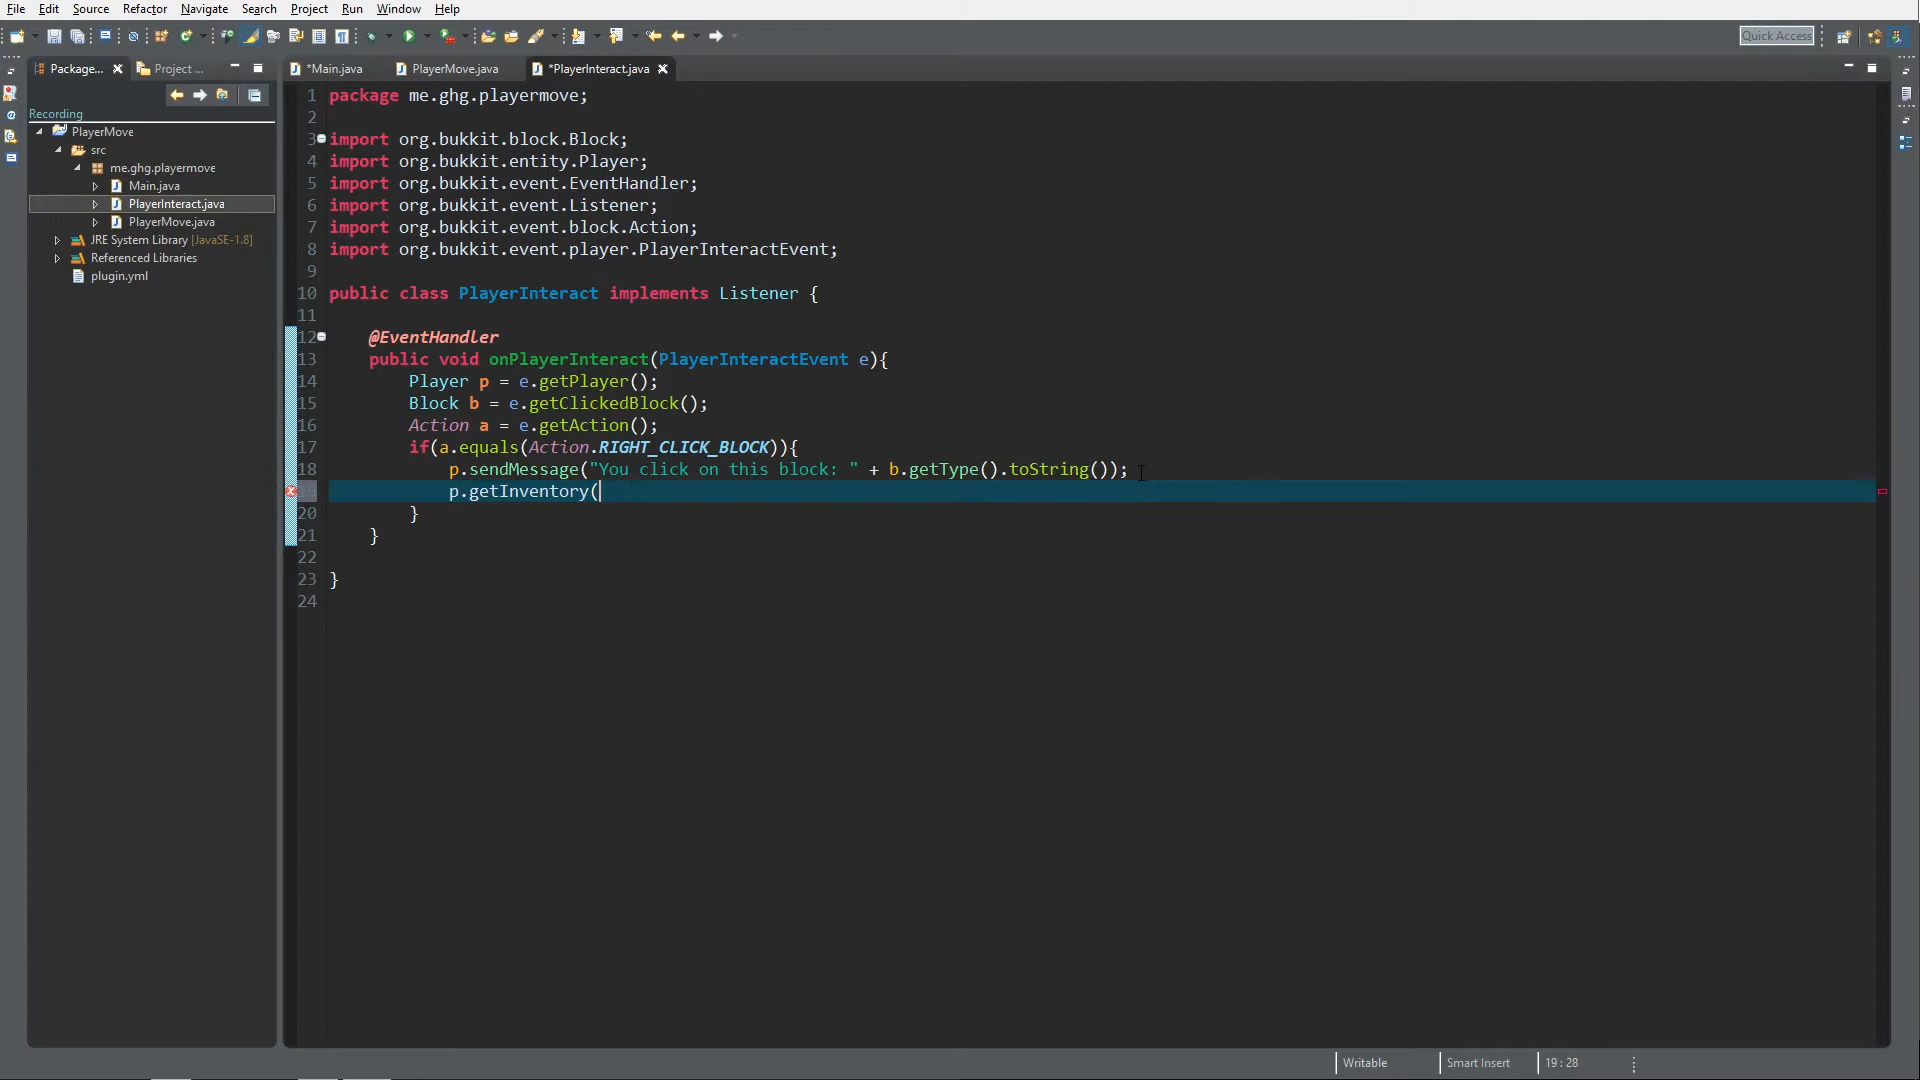 File Edit Source Refactor Navigate Search Project Run Window Help
Quick Access
Package... Project ...
*Main.java PlayerMove.java *PlayerInteract.java
Recording
PlayerMove
src
me.ghg.playermove
Main.java
PlayerInteract.java
PlayerMove.java
JRE System Library [JavaSE-1.8]
Referenced Libraries
plugin.yml
1 package me.ghg.playermove;
2
3 import org.bukkit.block.Block;
4 import org.bukkit.entity.Player;
5 import org.bukkit.event.EventHandler;
6 import org.bukkit.event.Listener;
7 import org.bukkit.event.block.Action;
8 import org.bukkit.event.player.PlayerInteractEvent;
9
10 public class PlayerInteract implements Listener {
11
12 @EventHandler
13 public void onPlayerInteract(PlayerInteractEvent e){
14 Player p = e.getPlayer();
15 Block b = e.getClickedBlock();
16 Action a = e.getAction();
17 if(a.equals(Action.RIGHT_CLICK_BLOCK)){
18 p.sendMessage("You click on this block: " + b.getType().toString());
19 p.getInventory(
20 }
21 }
22
23 }
24
Writable Smart Insert 19 : 28